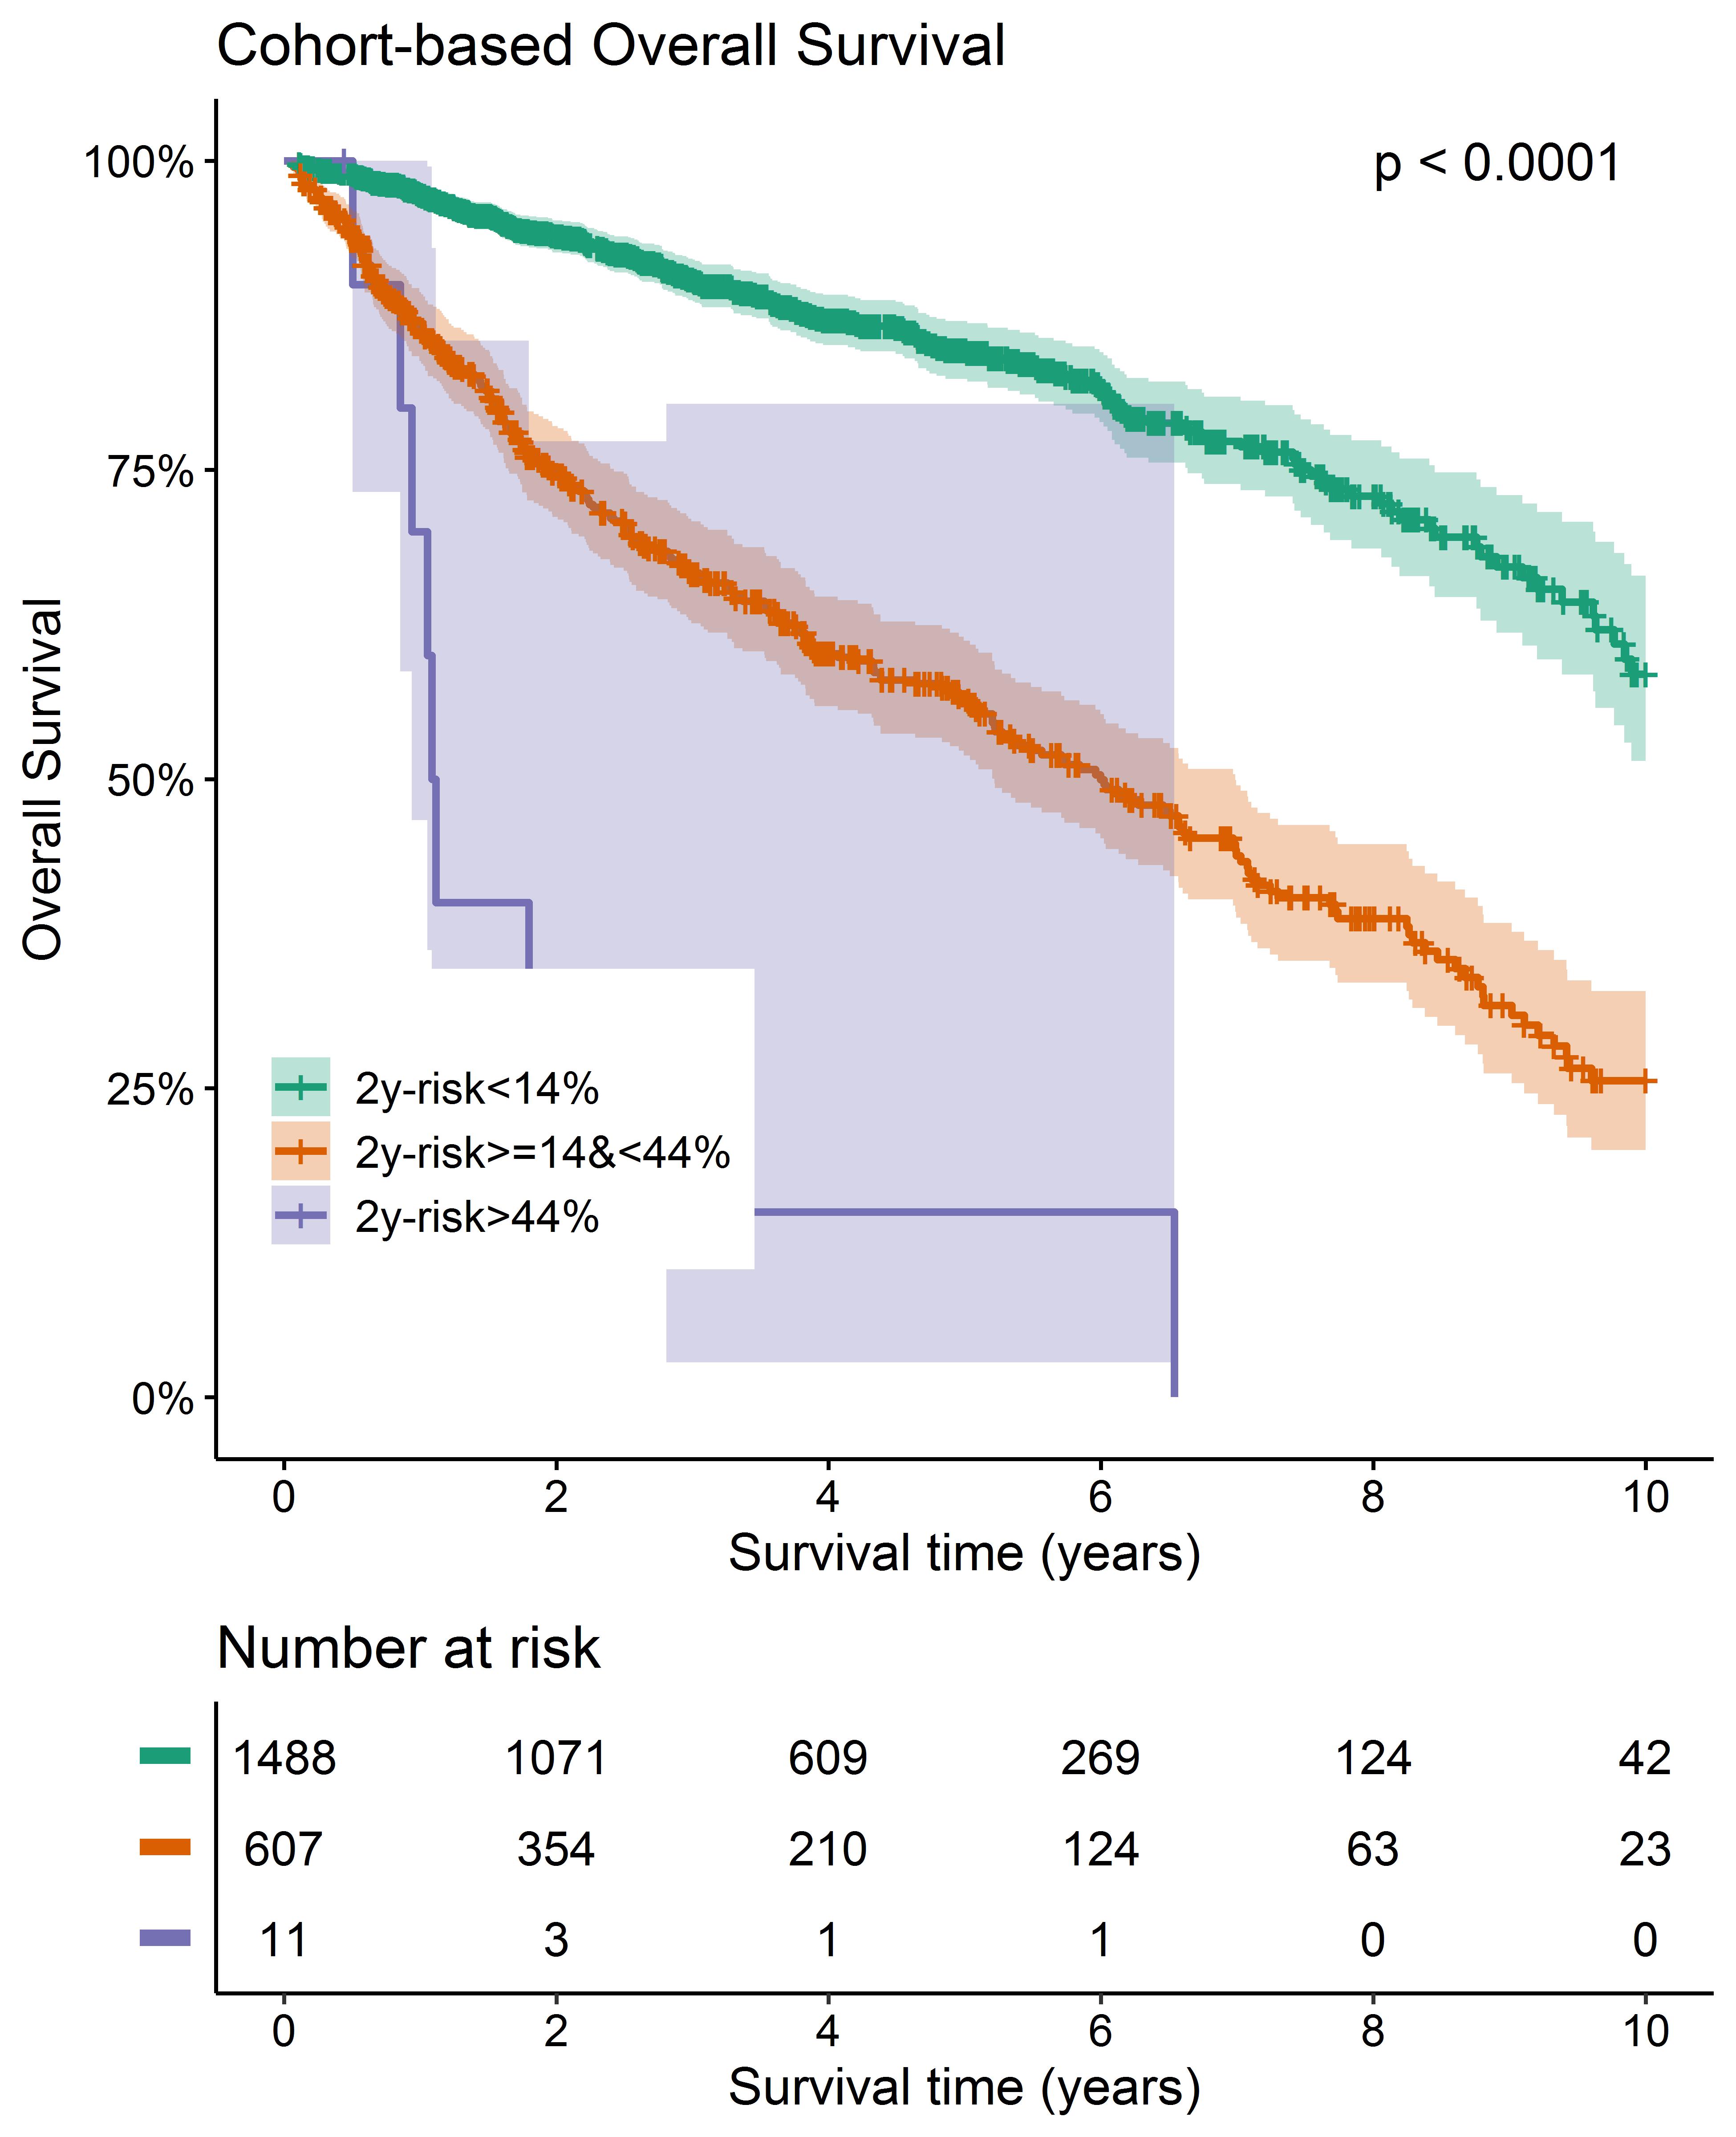 Cohort-based Overall Survival
p < 0.0001
100%
75%
50%
25%
0%
Overall Survival
2y-risk<14%
2y-risk>=14&<44%
2y-risk>44%
0 2 4 6 8 10
Survival time (years)
Number at risk
1488 1071 609 269 124 42
607 354 210 124 63 23
11 3 1 1 0 0
0 2 4 6 8 10
Survival time (years)